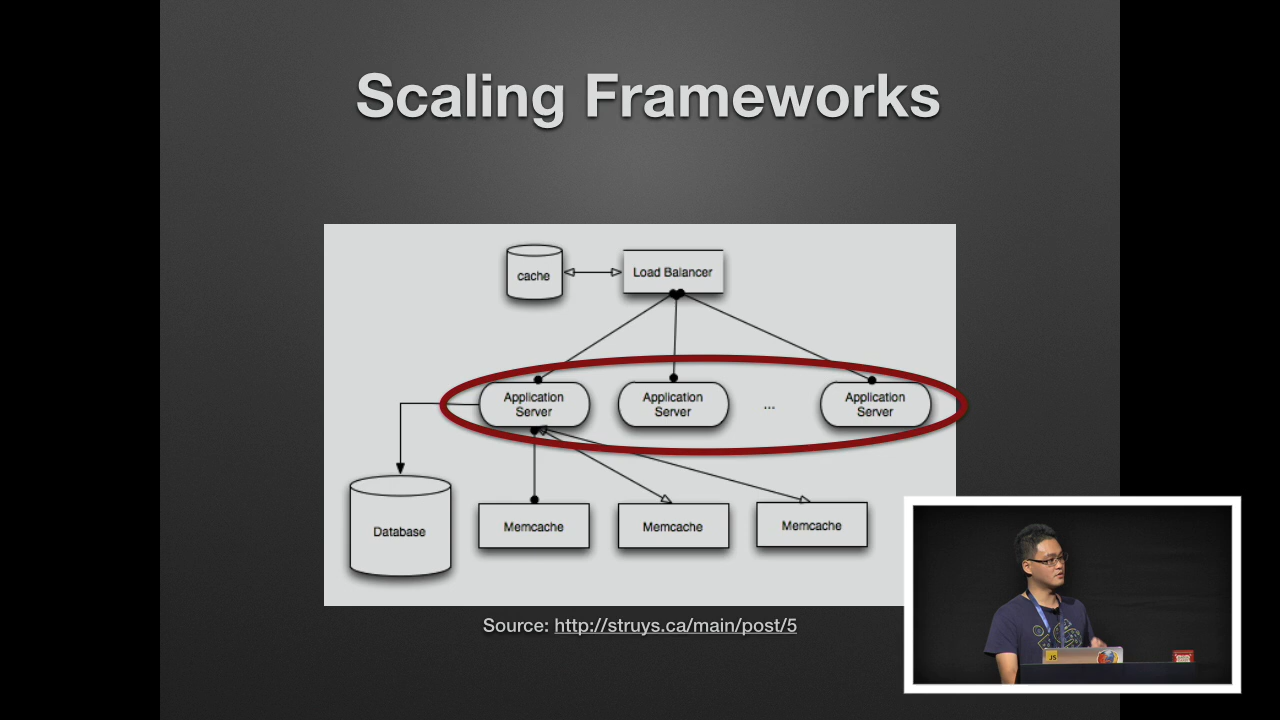 Scaling Frameworks
cache
Load Balancer
Application
Server
Application
Server
...
Application
Server
Database
Memcache
Memcache
Memcache
Source: http://struys.ca/main/post/5
JS